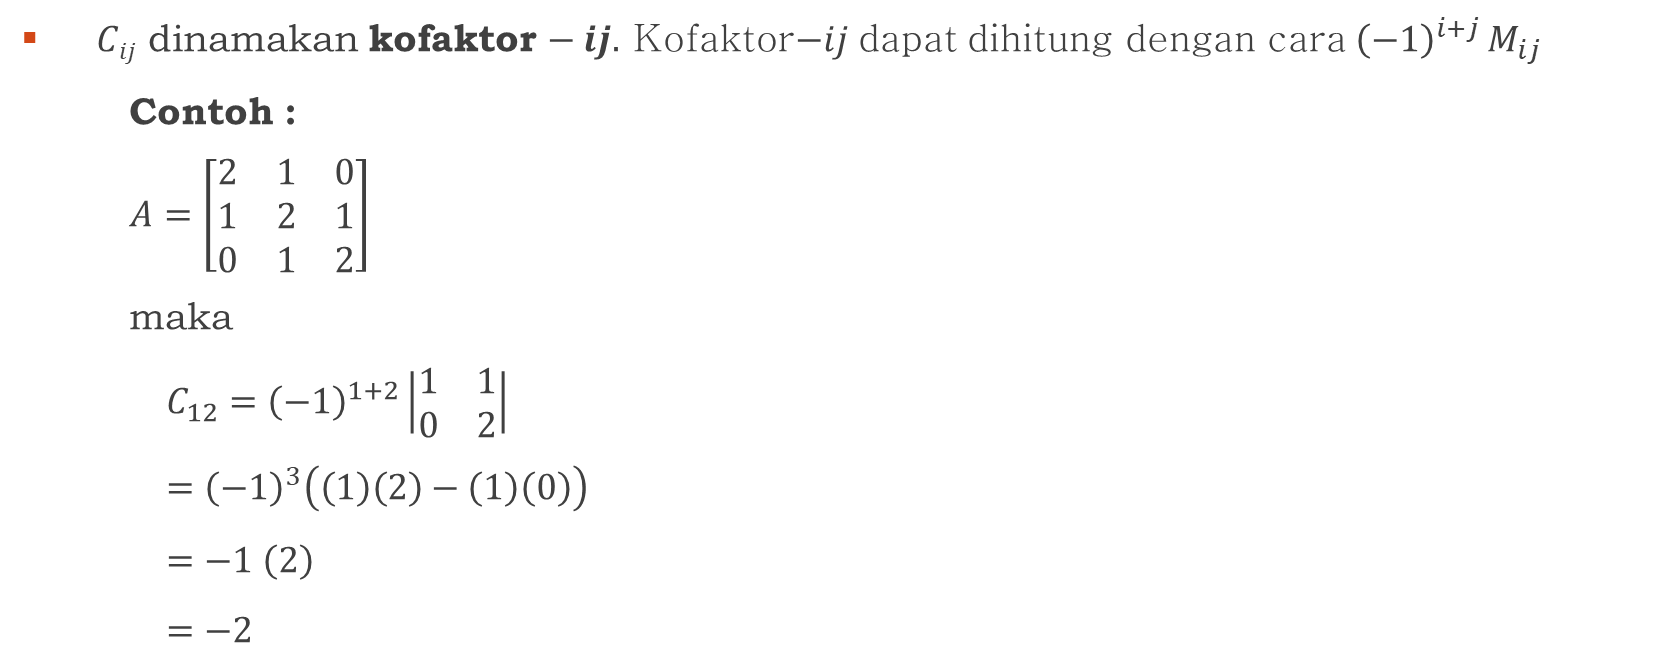 ▪ C_ij dinamakan kofaktor – ij. Kofaktor–ij dapat dihitung dengan cara (−1)^{i+j} M_ij
Contoh :
A = [2 1 0
1 2 1
0 1 2]
maka
C_12 = (−1)^{1+2} |1 1
0 2|
= (−1)^3((1)(2) − (1)(0))
= −1 (2)
= −2